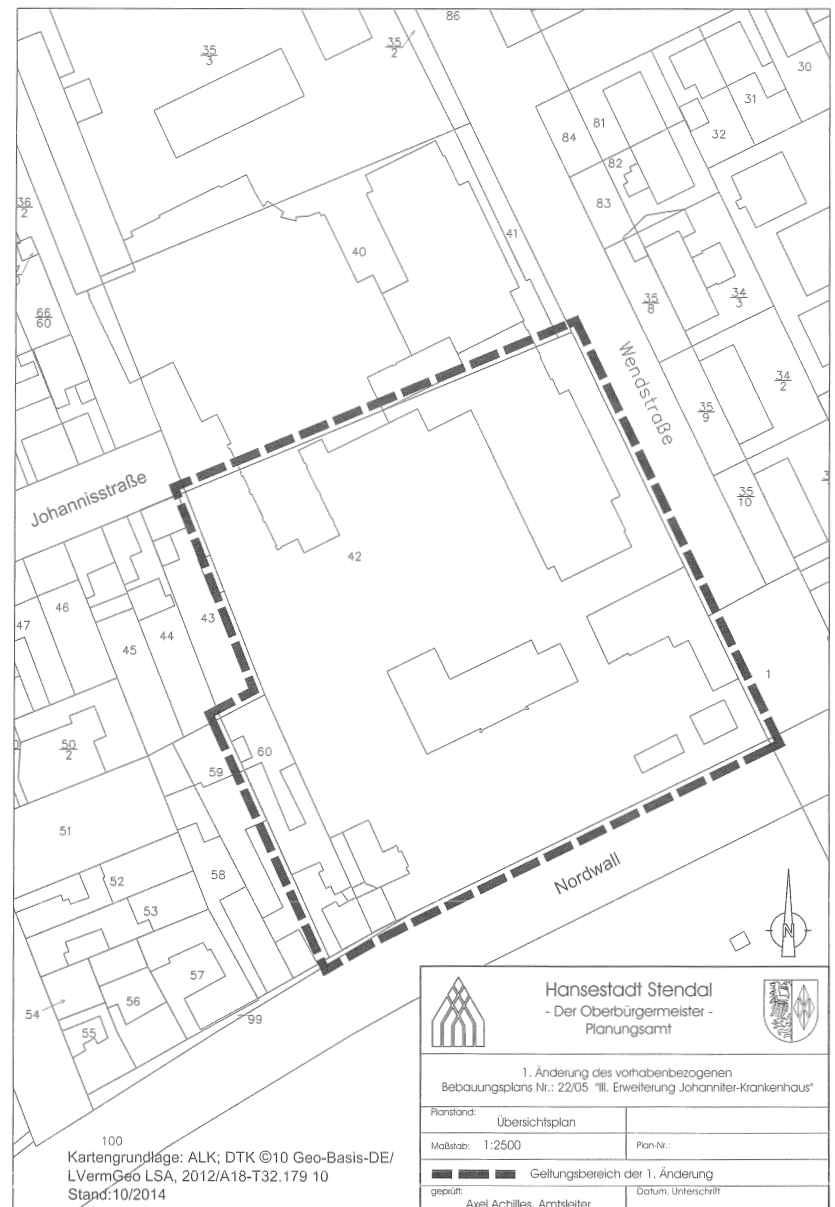 86
35
3
35
2
30
31
32
81
84
82
83
36
2
40
41
66
60
35
8
34
3
Wendstraße
34
2
35
9
35
10
Johannisstraße
42
46
43
47
44
45
1
50
2
60
59
51
58
52
53
Nordwall
57
56
54
55
99
N
100
Kartengrundlage: ALK; DTK ©10 Geo-Basis-DE/
LVermGeo LSA, 2012/A18-T32.179 10
Stand:10/2014
Hansestadt Stendal
- Der Oberbürgermeister -
Planungsamt
1. Änderung des vorhabenbezogenen
Bebauungsplans Nr.: 22/05 "III. Erweiterung Johanniter-Krankenhaus"
Planstand:
Übersichtsplan
Maßstab: 1:2500
Plan-Nr.:
Geltungsbereich der 1. Änderung
geprüft:
Axel Achilles, Amtsleiter
Datum, Unterschrift